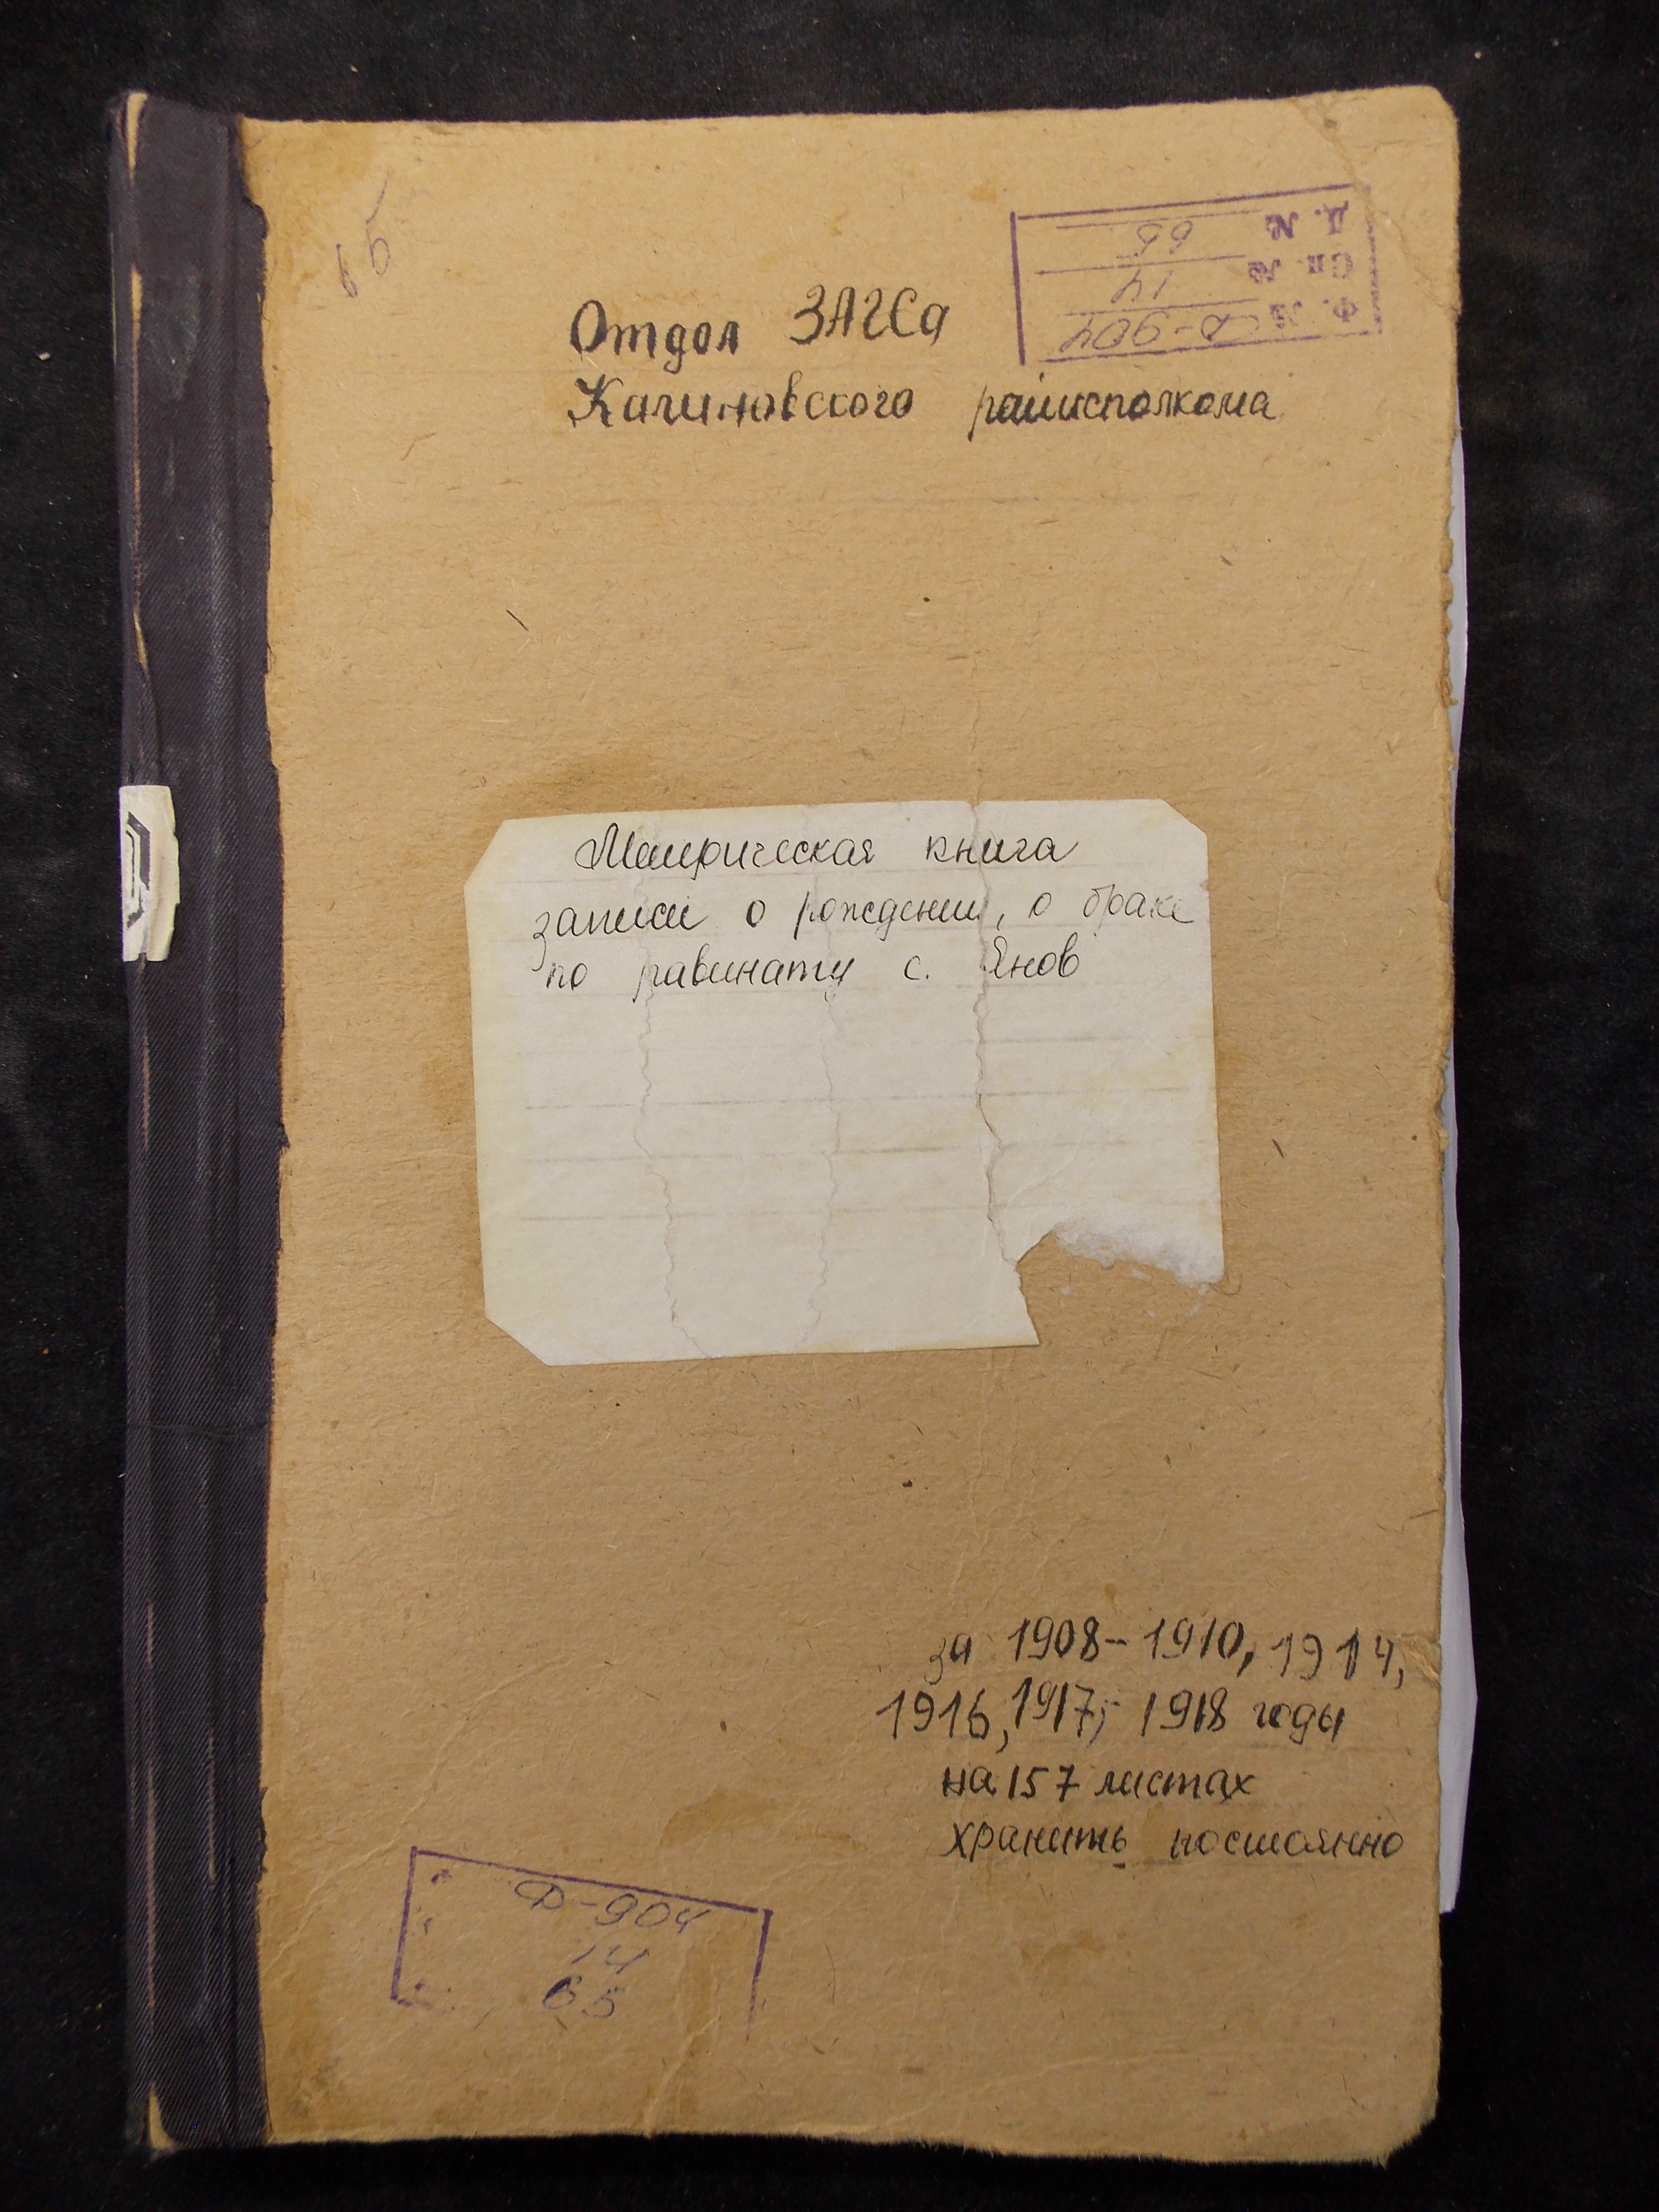 65
Д. № 65
Оп. № 14
Ф. № Д-904
Отдел ЗАГСа
Калиновского райисполкома
Метрическая книга
записи о рождении, о браке
по равинату с. Янов
за 1908-1910, 1914,
1916, 1917, 1918 годы
на 157 листах
хранить постоянно
Д-904
14
65